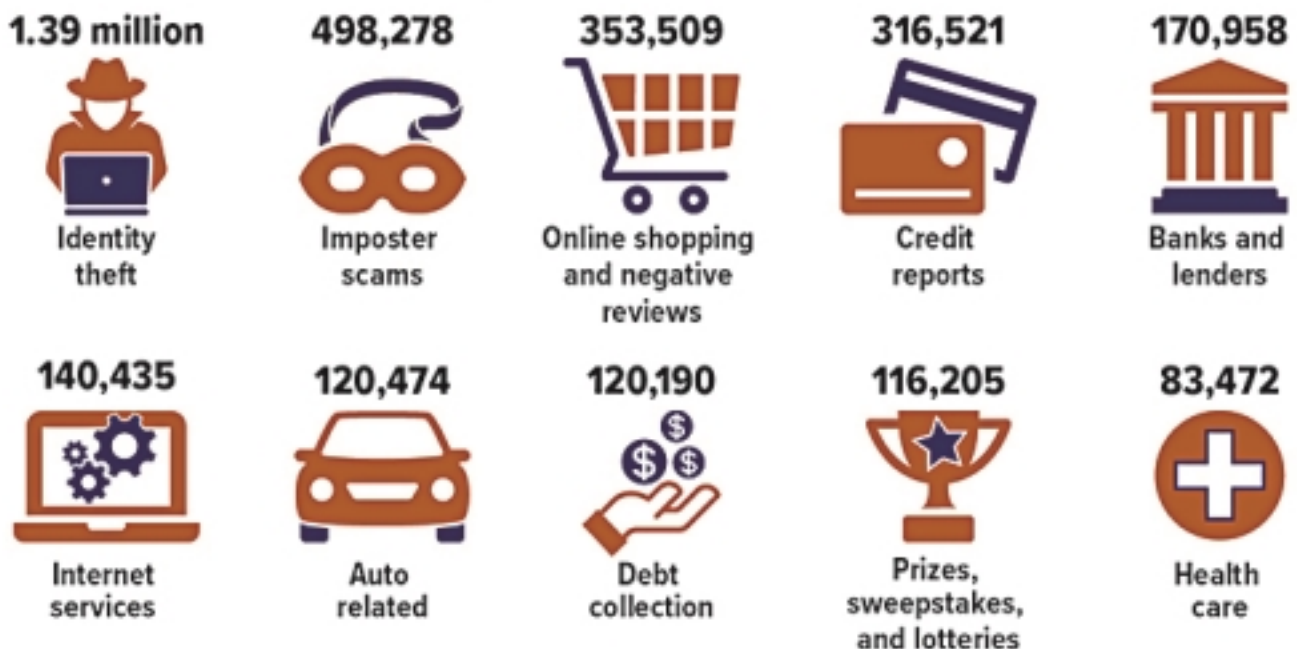 1.39 million
Identity
theft
498,278
Imposter
scams
353,509
Online shopping
and negative
reviews
316,521
Credit
reports
170,958
Banks and
lenders
140,435
Internet
services
120,474
Auto
related
120,190
$
$
$
Debt
collection
116,205
Prizes,
sweepstakes,
and lotteries
83,472
Health
care